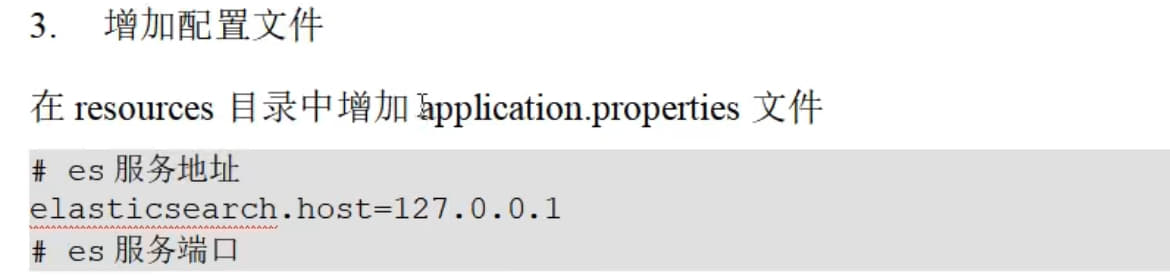 3. 增加配置文件
在 resources 目录中增加 application.properties 文件
# es 服务地址
elasticsearch.host=127.0.0.1
# es 服务端口